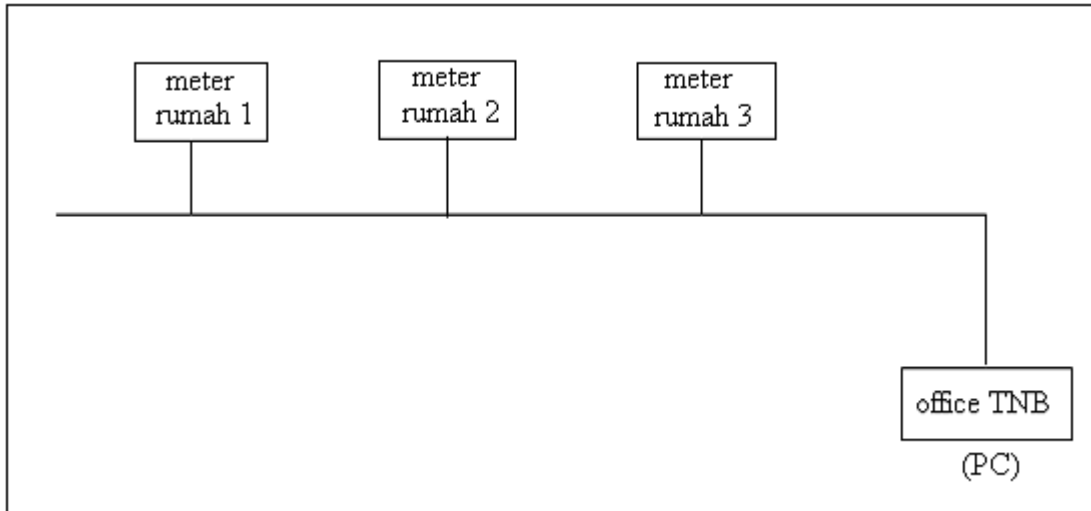 meter
rumah 1
meter
rumah 2
meter
rumah 3
office TNB
(PC)